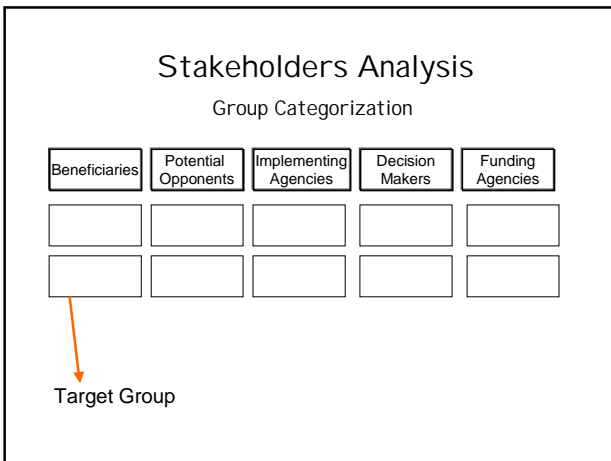 Stakeholders Analysis
Group Categorization
Beneficiaries
Potential
Opponents
Implementing
Agencies
Decision
Makers
Funding
Agencies
Target Group